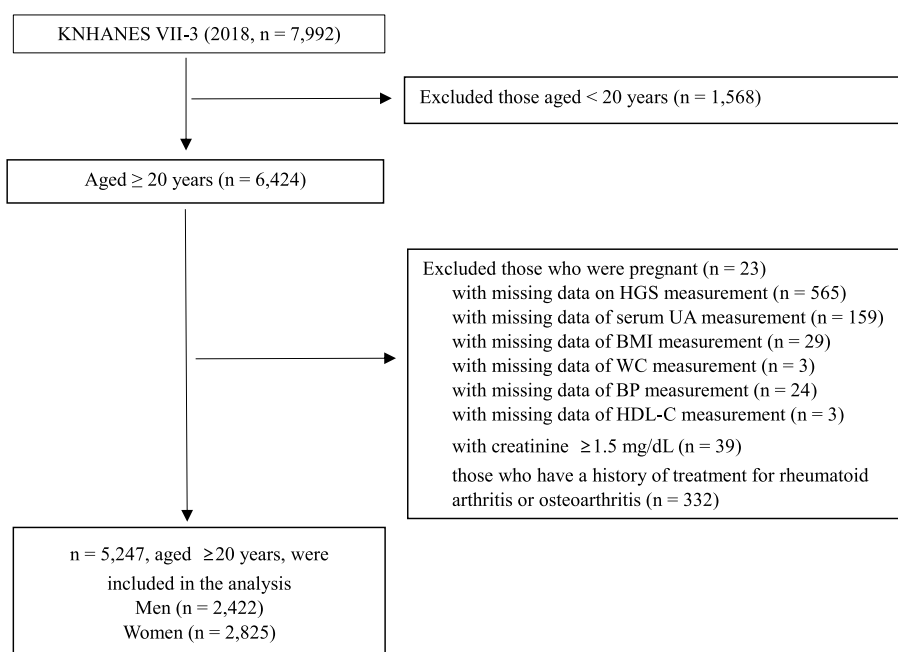 KNHANES VII-3 (2018, n = 7,992)
Excluded those aged < 20 years (n = 1,568)
Aged ≥ 20 years (n = 6,424)
Excluded those who were pregnant (n = 23)
with missing data on HGS measurement (n = 565)
with missing data of serum UA measurement (n = 159)
with missing data of BMI measurement (n = 29)
with missing data of WC measurement (n = 3)
with missing data of BP measurement (n = 24)
with missing data of HDL-C measurement (n = 3)
with creatinine ≥1.5 mg/dL (n = 39)
those who have a history of treatment for rheumatoid
arthritis or osteoarthritis (n = 332)
n = 5,247, aged ≥20 years, were
included in the analysis
Men (n = 2,422)
Women (n = 2,825)